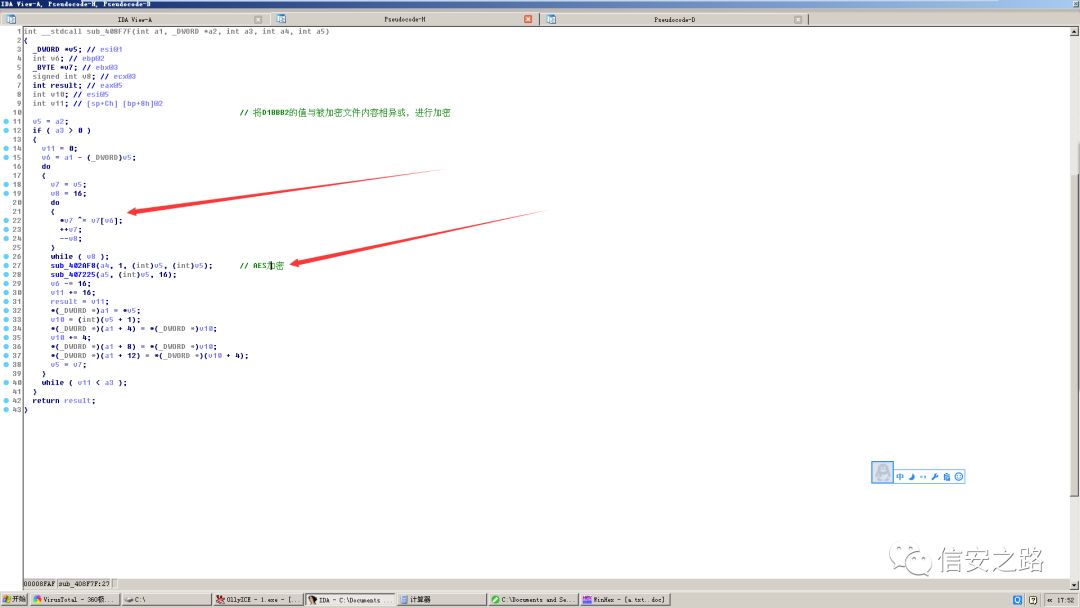 IDA View-A, Pseudocode-H, Pseudocode-D
IDA View-A
Pseudocode-H
Pseudocode-D
1 int __stdcall sub_408F7F(int a1, _DWORD *a2, int a3, int a4, int a5)
2 {
3 _DWORD *v5; // esi@1
4 int v6; // ebp@2
5 _BYTE *v7; // ebx@3
6 signed int v8; // ecx@3
7 int result; // eax@5
8 int v10; // esi@5
9 int v11; // [sp+Ch] [bp+8h]@2
10 // 将D1BBB2的值与被加密文件内容相异或，进行加密
11 v5 = a2;
12 if ( a3 > 0 )
13 {
14 v11 = 0;
15 v6 = a1 - (_DWORD)v5;
16 do
17 {
18 v7 = v5;
19 v8 = 16;
20 do
21 {
22 *v7 ^= v7[v6];
23 ++v7;
24 --v8;
25 }
26 while ( v8 );
27 sub_402AF8(a4, 1, (int)v5, (int)v5); // AES加密
28 sub_407225(a5, (int)v5, 16);
29 v6 -= 16;
30 v11 += 16;
31 result = v11;
32 *(_DWORD *)a1 = *v5;
33 v10 = (int)(v5 + 1);
34 *(_DWORD *)(a1 + 4) = *(_DWORD *)v10;
35 v10 += 4;
36 *(_DWORD *)(a1 + 8) = *(_DWORD *)v10;
37 *(_DWORD *)(a1 + 12) = *(_DWORD *)(v10 + 4);
38 v5 = v7;
39 }
40 while ( v11 < a3 );
41 }
42 return result;
43 }
中
信安之路
00008FAF sub_408F7F:27
开始 VirusTotal - 360极... C:\ OllyICE - 1.exe - [... IDA - C:\Documents ... 计算器 C:\Documents and Se... WinHex - [a.txt..doc] « 17:52